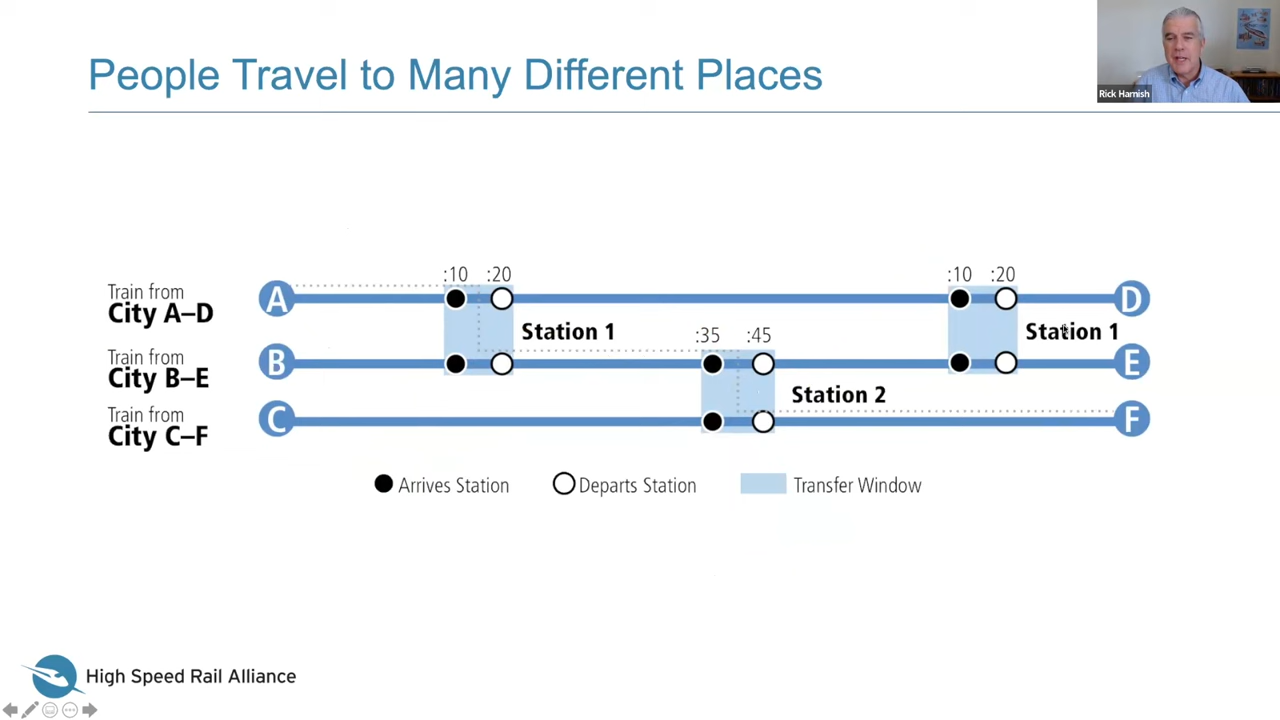 People Travel to Many Different Places
Rick Harnish
:10 :20 :10 :20
Train from
City A–D
A D
Station 1 :35 :45 Station 1
Train from
City B–E
B E
Station 2
Train from
City C–F
C F
Arrives Station Departs Station Transfer Window
High Speed Rail Alliance